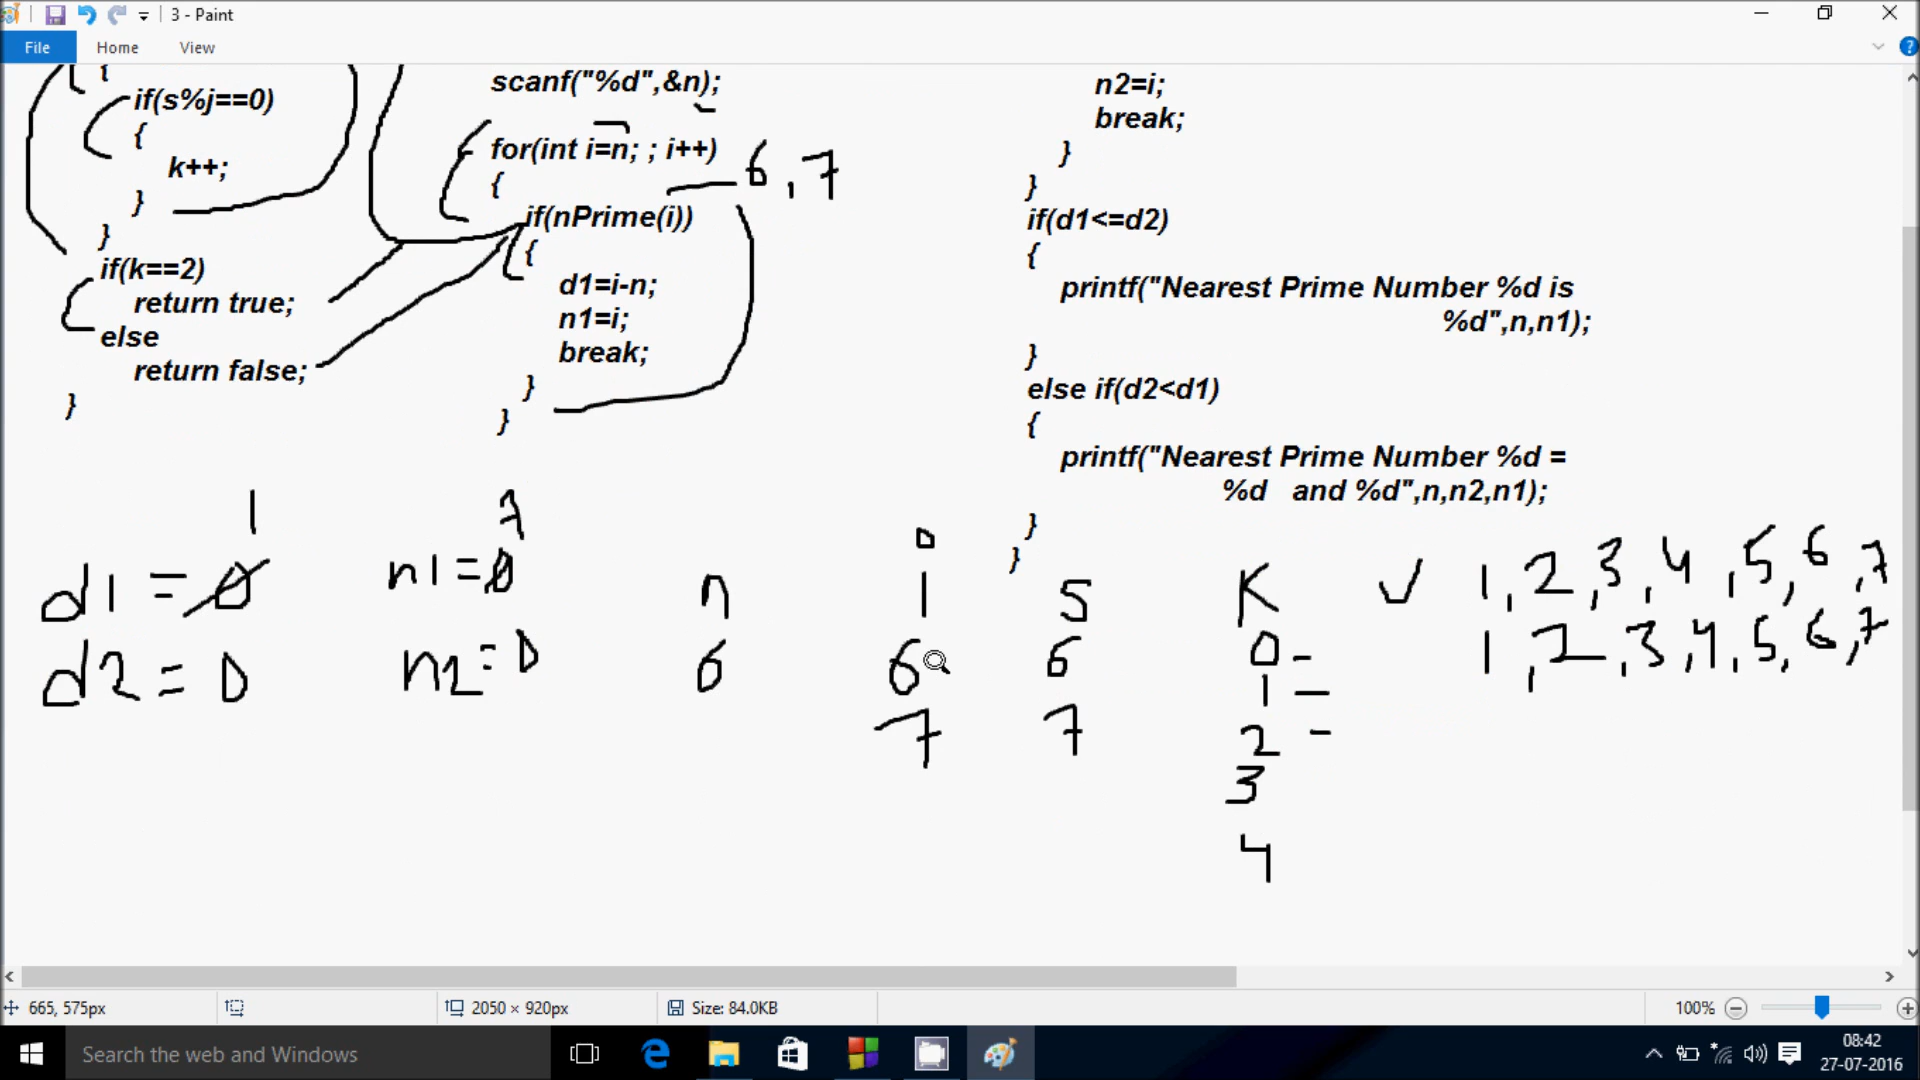 3 - Paint
File Home View
{
if(s%j==0)
{
k++;
}
}
if(k==2)
return true;
else
return false;
}
scanf("%d",&n);
for(int i=n; ; i++)
{
6,7
if(nPrime(i))
{
d1=i-n;
n1=i;
break;
}
}
n2=i;
break;
}
}
if(d1<=d2)
{
printf("Nearest Prime Number %d is
%d",n,n1);
}
else if(d2<d1)
{
printf("Nearest Prime Number %d =
%d and %d",n,n2,n1);
}
}
1
d1 = 0
d2 = 0
7
n1=0
n2=0
n
6
i
6
7
S
6
7
K
0 -
1 -
2 -
3
4
1,2,3,4,5,6,7
1,2,3,4,5,6,7
665, 575px
2050 × 920px
Size: 84.0KB
100%
Search the web and Windows
08:42
27-07-2016